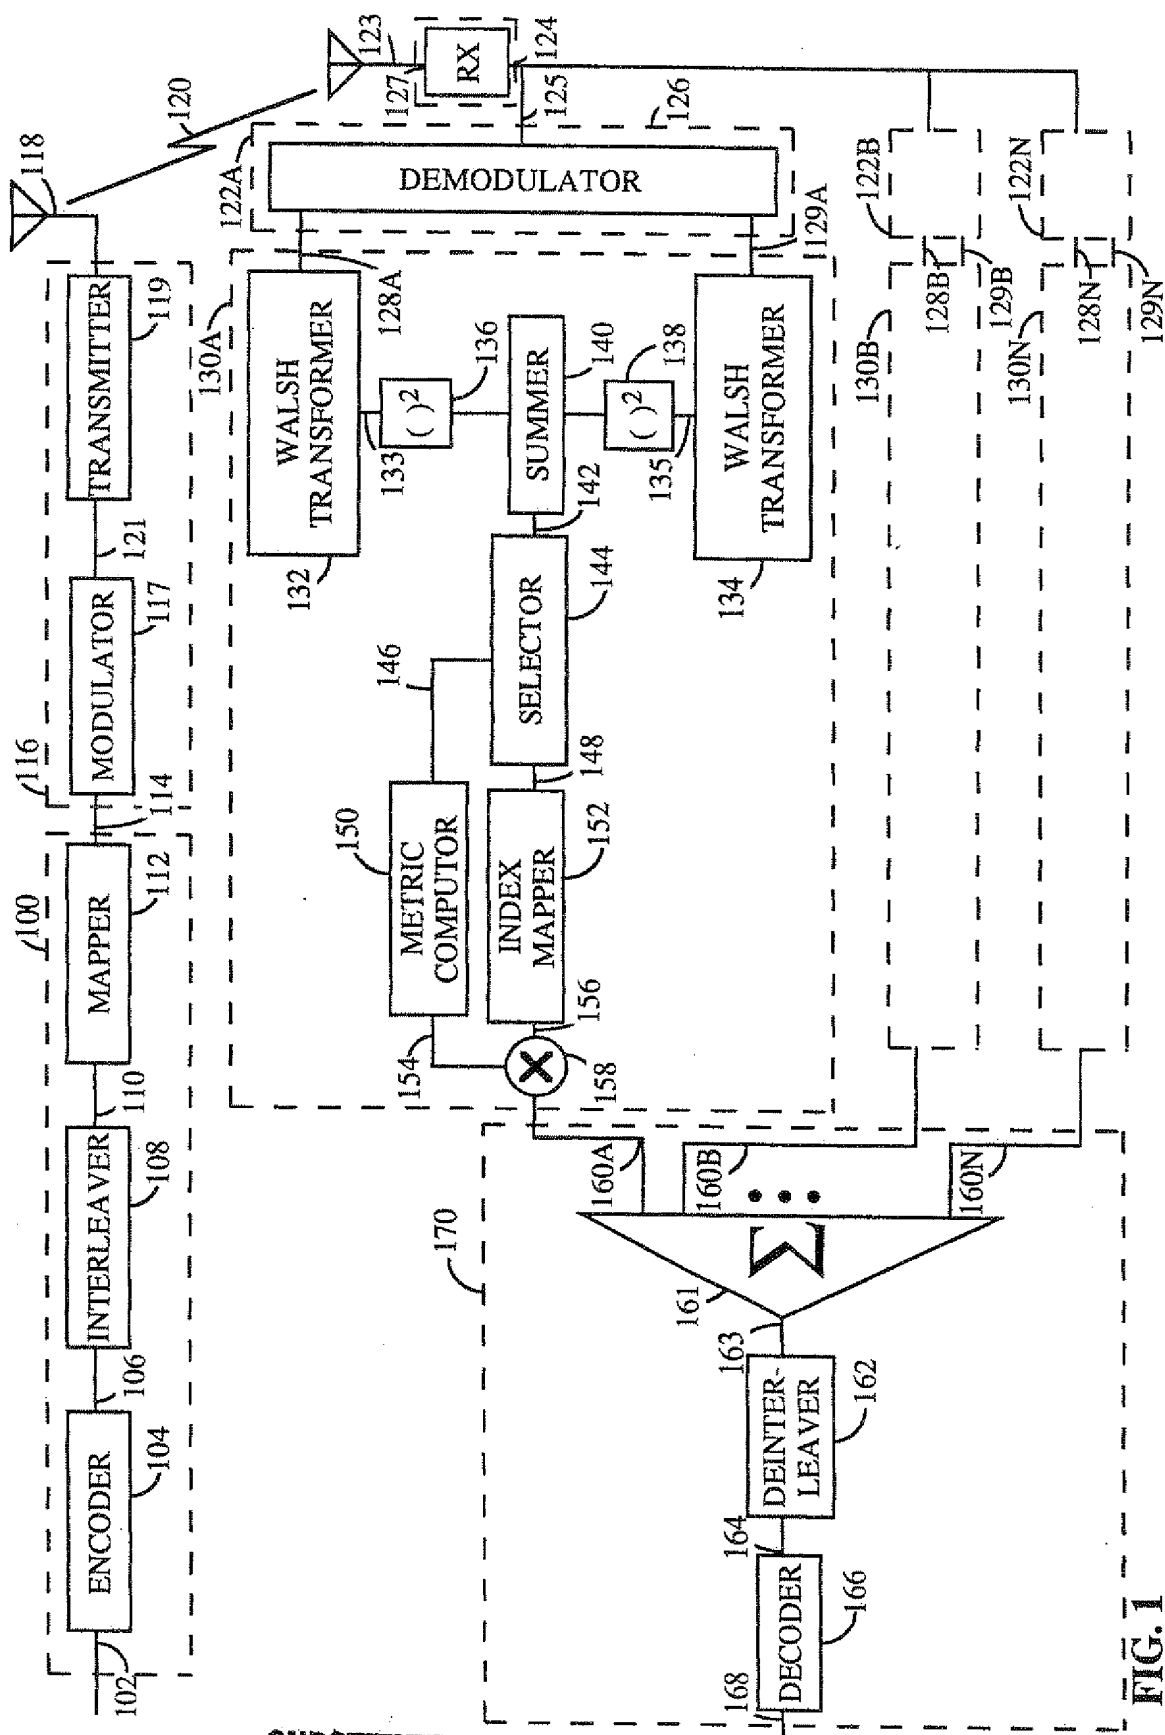 100
102
ENCODER
104
106
INTERLEAVER
108
110
MAPPER
112
114
116
MODULATOR
117
121
TRANSMITTER
119
118
120
123
127
RX
124
125
126
122A
DEMODULATOR
128A
129A
130A
WALSH
TRANSFORMER
132
133
( )²
136
SUMMER
140
( )²
138
135
WALSH
TRANSFORMER
134
142
SELECTOR
144
146
148
METRIC
COMPUTOR
150
INDEX
MAPPER
152
154
156
158
122B
128B
129B
130B
122N
128N
129N
130N
160A
160B
160N
170
Σ
161
163
DEINTER-
LEAVER
162
164
DECODER
166
168
FIG. 1